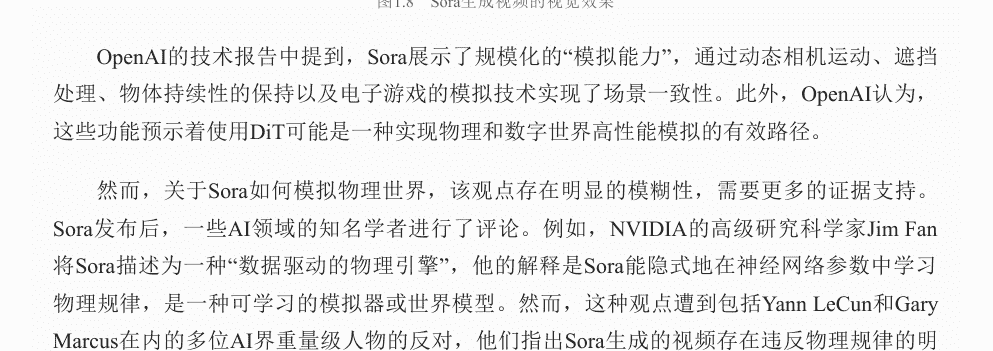 图1.8 Sora生成视频的视觉效果
OpenAI的技术报告中提到，Sora展示了规模化的“模拟能力”，通过动态相机运动、遮挡
处理、物体持续性的保持以及电子游戏的模拟技术实现了场景一致性。此外，OpenAI认为，
这些功能预示着使用DiT可能是一种实现物理和数字世界高性能模拟的有效路径。
然而，关于Sora如何模拟物理世界，该观点存在明显的模糊性，需要更多的证据支持。
Sora发布后，一些AI领域的知名学者进行了评论。例如，NVIDIA的高级研究科学家Jim Fan
将Sora描述为一种“数据驱动的物理引擎”，他的解释是Sora能隐式地在神经网络参数中学习
物理规律，是一种可学习的模拟器或世界模型。然而，这种观点遭到包括Yann LeCun和Gary
Marcus在内的多位AI界重量级人物的反对，他们指出Sora生成的视频存在违反物理规律的明